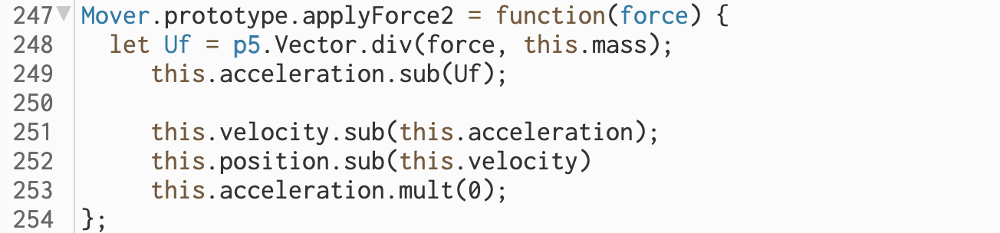 247 Mover.prototype.applyForce2 = function(force) {
248   let Uf = p5.Vector.div(force, this.mass);
249      this.acceleration.sub(Uf);
250
251      this.velocity.sub(this.acceleration);
252      this.position.sub(this.velocity)
253      this.acceleration.mult(0);
254 };